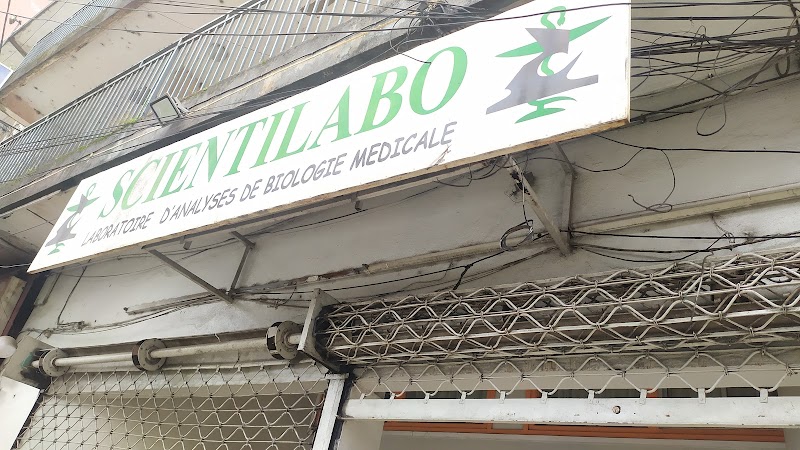 SCIENTILABO
LABORATOIRE D'ANALYSES DE BIOLOGIE MEDICALE